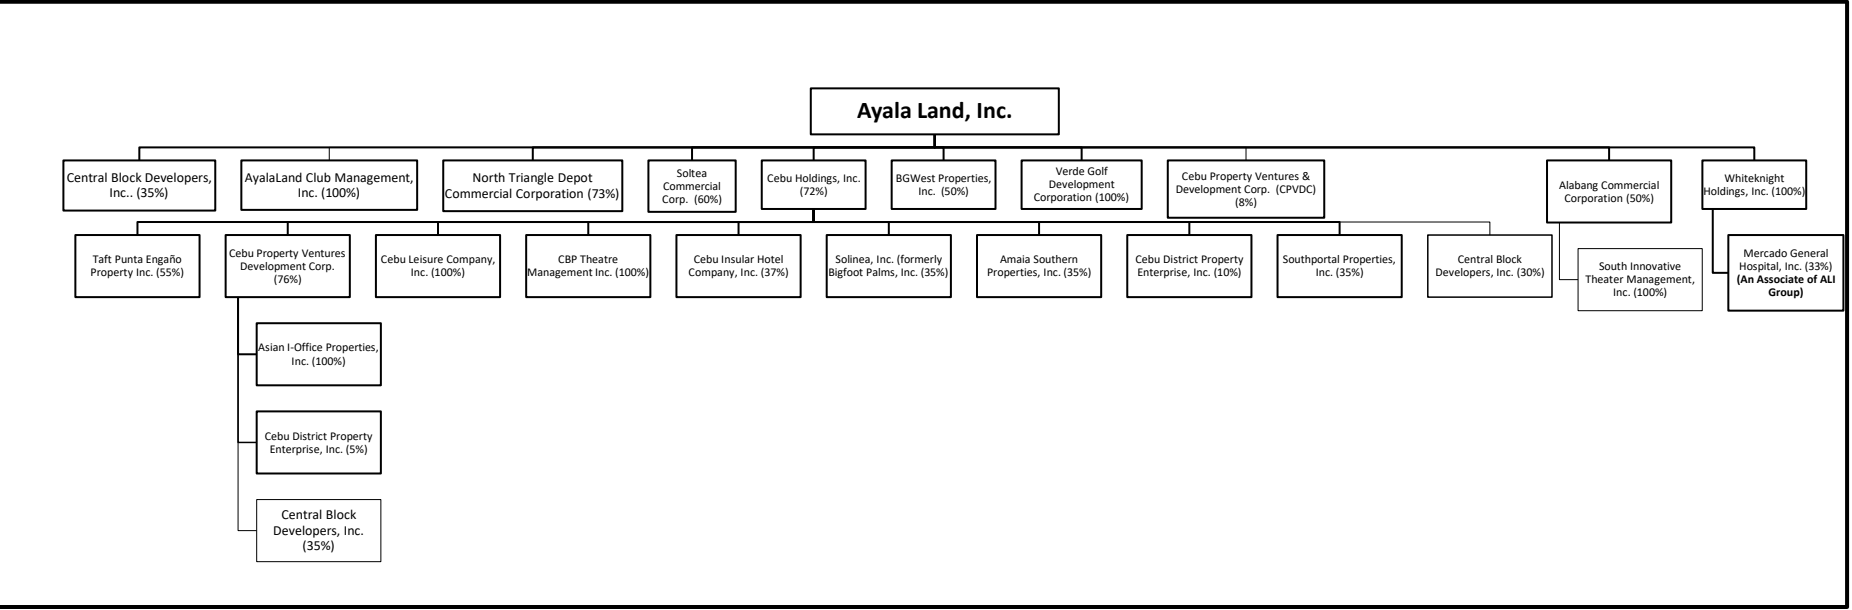 Ayala Land, Inc.
Central Block Developers,
Inc.. (35%)
AyalaLand Club Management,
Inc. (100%)
North Triangle Depot
Commercial Corporation (73%)
Soltea
Commercial
Corp.  (60%)
Cebu Holdings, Inc.
(72%)
BGWest Properties,
Inc.  (50%)
Verde Golf
Development
Corporation (100%)
Cebu Property Ventures &
Development Corp.  (CPVDC)
(8%)
Alabang Commercial
Corporation (50%)
Whiteknight
Holdings, Inc. (100%)
Taft Punta Engaño
Property Inc. (55%)
Cebu Property Ventures
Development Corp.
(76%)
Cebu Leisure Company,
Inc. (100%)
CBP Theatre
Management Inc. (100%)
Cebu Insular Hotel
Company, Inc. (37%)
Solinea, Inc. (formerly
Bigfoot Palms, Inc. (35%)
Amaia Southern
Properties, Inc. (35%)
Cebu District Property
Enterprise, Inc. (10%)
Southportal Properties,
Inc. (35%)
Central Block
Developers, Inc. (30%)
South Innovative
Theater Management,
Inc. (100%)
Mercado General
Hospital, Inc. (33%)
(An Associate of ALI
Group)
Asian I-Office Properties,
Inc. (100%)
Cebu District Property
Enterprise, Inc. (5%)
Central Block
Developers, Inc.
(35%)